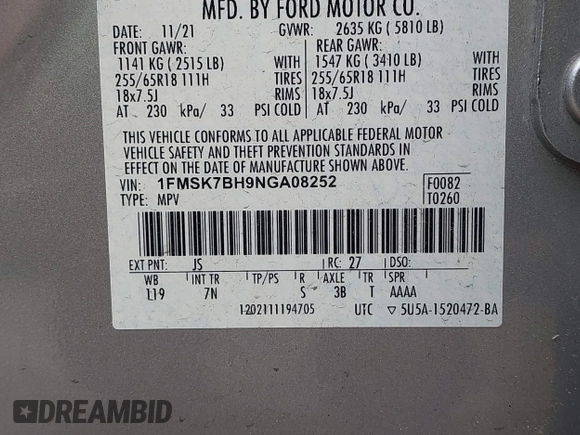 MFD. BY FORD MOTOR CO.
DATE: 11/21 GVWR: 2635 KG ( 5810 LB)
FRONT GAWR: REAR GAWR:
1141 KG ( 2515 LB) WITH 1547 KG ( 3410 LB) WITH
255/65R18 111H TIRES 255/65R18 111H TIRES
18x7.5J RIMS 18x7.5J RIMS
AT 230 kPa/ 33 PSI COLD AT 230 kPa/ 33 PSI COLD
THIS VEHICLE CONFORMS TO ALL APPLICABLE FEDERAL MOTOR
VEHICLE SAFETY AND THEFT PREVENTION STANDARDS
IN EFFECT ON THE DATE OF MANUFACTURE SHOWN ABOVE.
VIN: 1FMSK7BH9NGA08252 F0082
TYPE: MPV T0260
EXT PNT: JS RC: 27 DSO:
WB INT TR TP/PS R AXLE TR SPR
119 7N S 3B T AAAA
1202111194705 UTC ▽ 5U5A-1520472-BA
DREAMBID